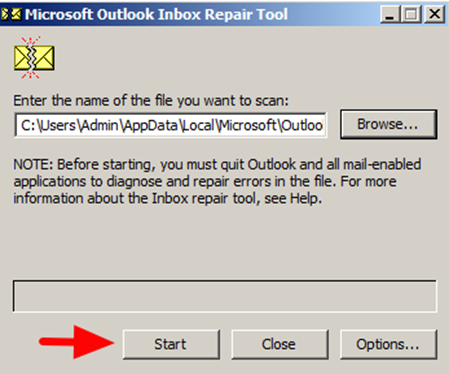 Microsoft Outlook Inbox Repair Tool
Enter the name of the file you want to scan:
C:\Users\Admin\AppData\Local\Microsoft\Outloo
Browse...
NOTE: Before starting, you must quit Outlook and all mail-enabled
applications to diagnose and repair errors in the file. For more
information about the Inbox repair tool, see Help.
Start
Close
Options...